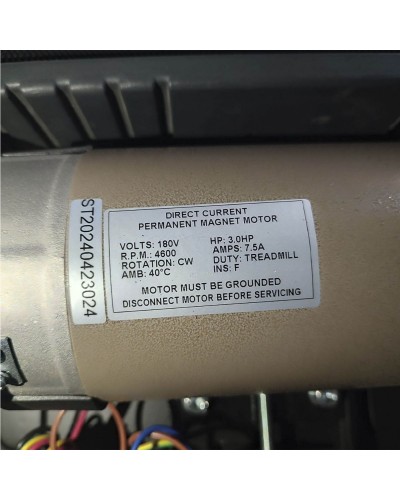 ST20240423024
DIRECT CURRENT
PERMANENT MAGNET MOTOR
VOLTS: 180V HP: 3.0HP
R.P.M.: 4600 AMPS: 7.5A
ROTATION: CW DUTY: TREADMILL
AMB: 40°C INS: F
MOTOR MUST BE GROUNDED
DISCONNECT MOTOR BEFORE SERVICING